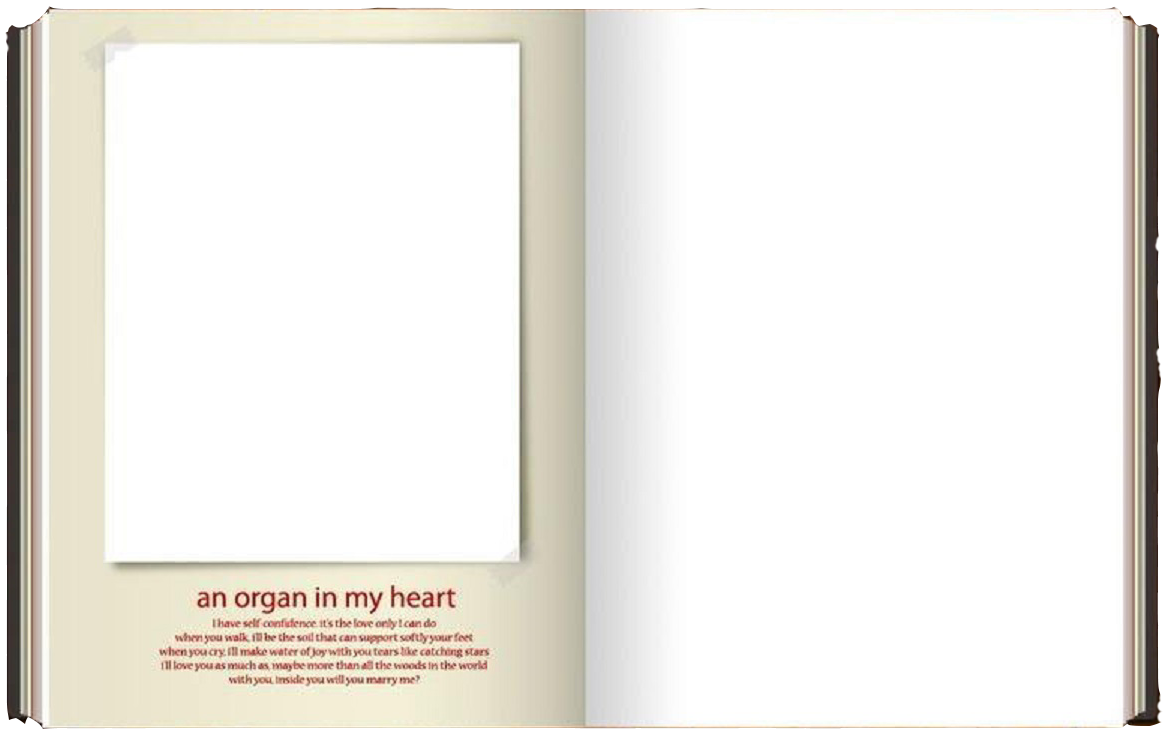 an organ in my heart
I have self confidence. it's the love only I can do
when you walk, i'll be the soil that can support softly your feet
when you cry, i'll make water of joy with you tears like catching stars
i'll love you as much as, maybe more than all the woods in the world
with you, inside you will you marry me?